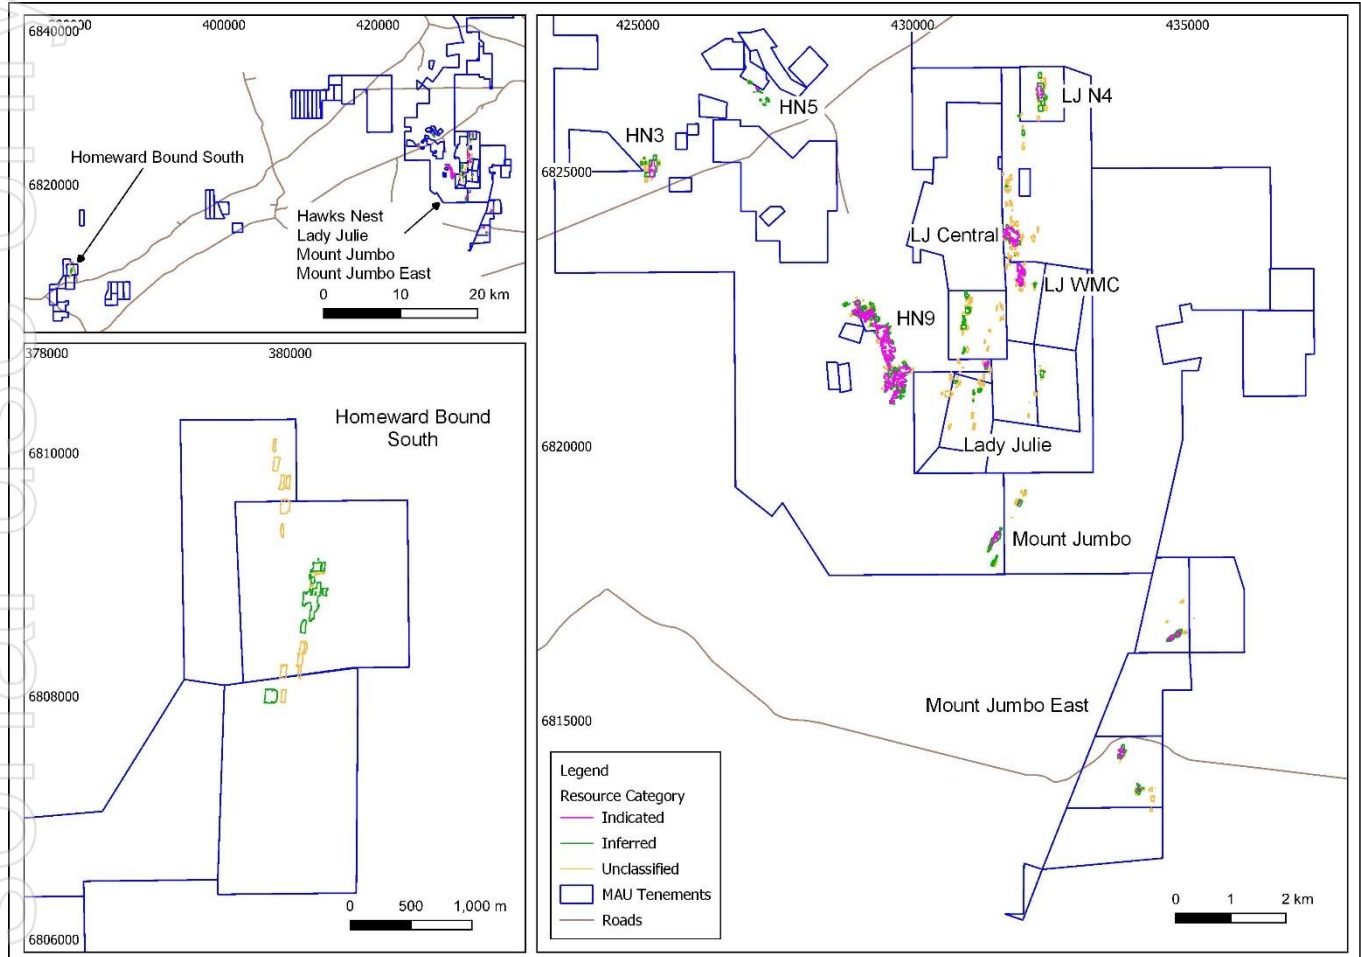 400000
420000
6840000
6820000
Homeward Bound South
Hawks Nest
Lady Julie
Mount Jumbo
Mount Jumbo East
0 10 20 km
378000
380000
Homeward Bound
South
6810000
6808000
6806000
0 500 1,000 m
425000
430000
435000
HN5
LJ N4
HN3
6825000
LJ Central
LJ WMC
HN9
6820000
Lady Julie
Mount Jumbo
Mount Jumbo East
6815000
Legend
Resource Category
Indicated
Inferred
Unclassified
MAU Tenements
Roads
0 1 2 km